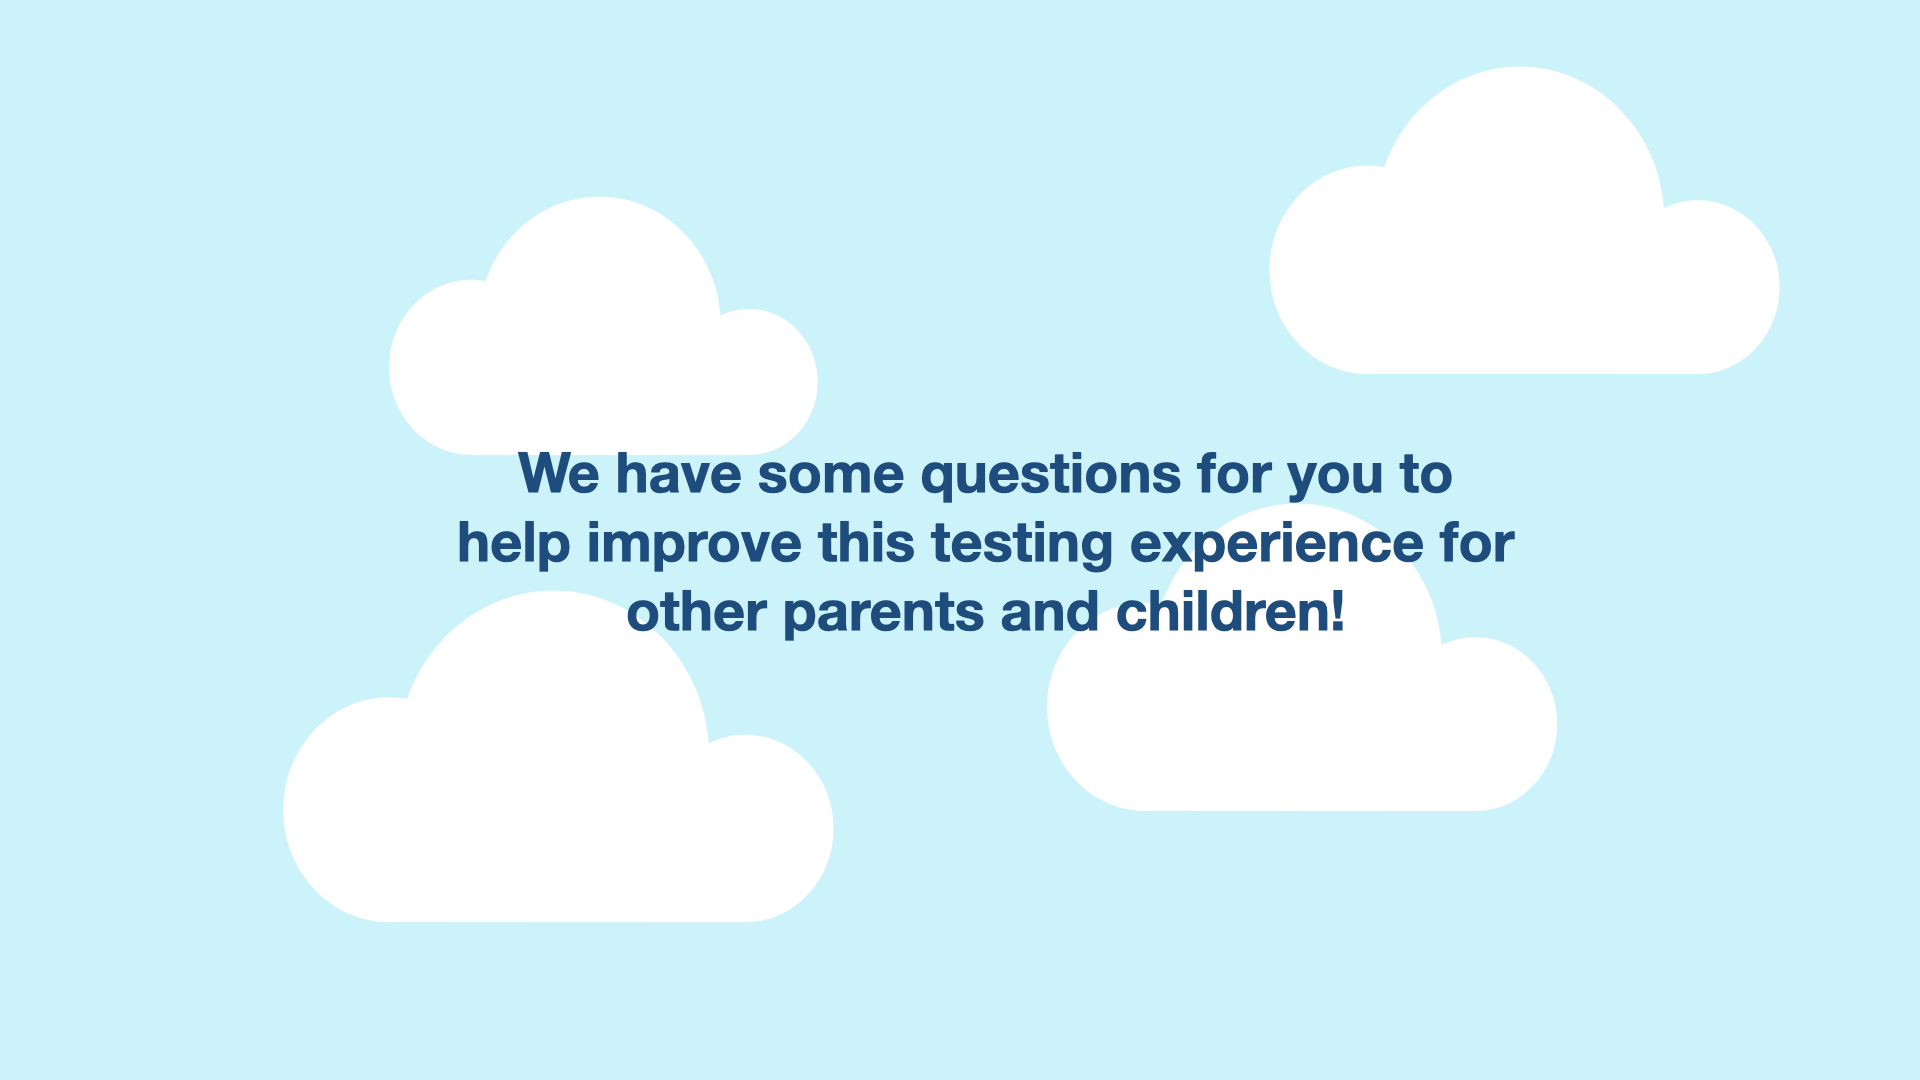 We have some questions for you to
help improve this testing experience for
other parents and children!